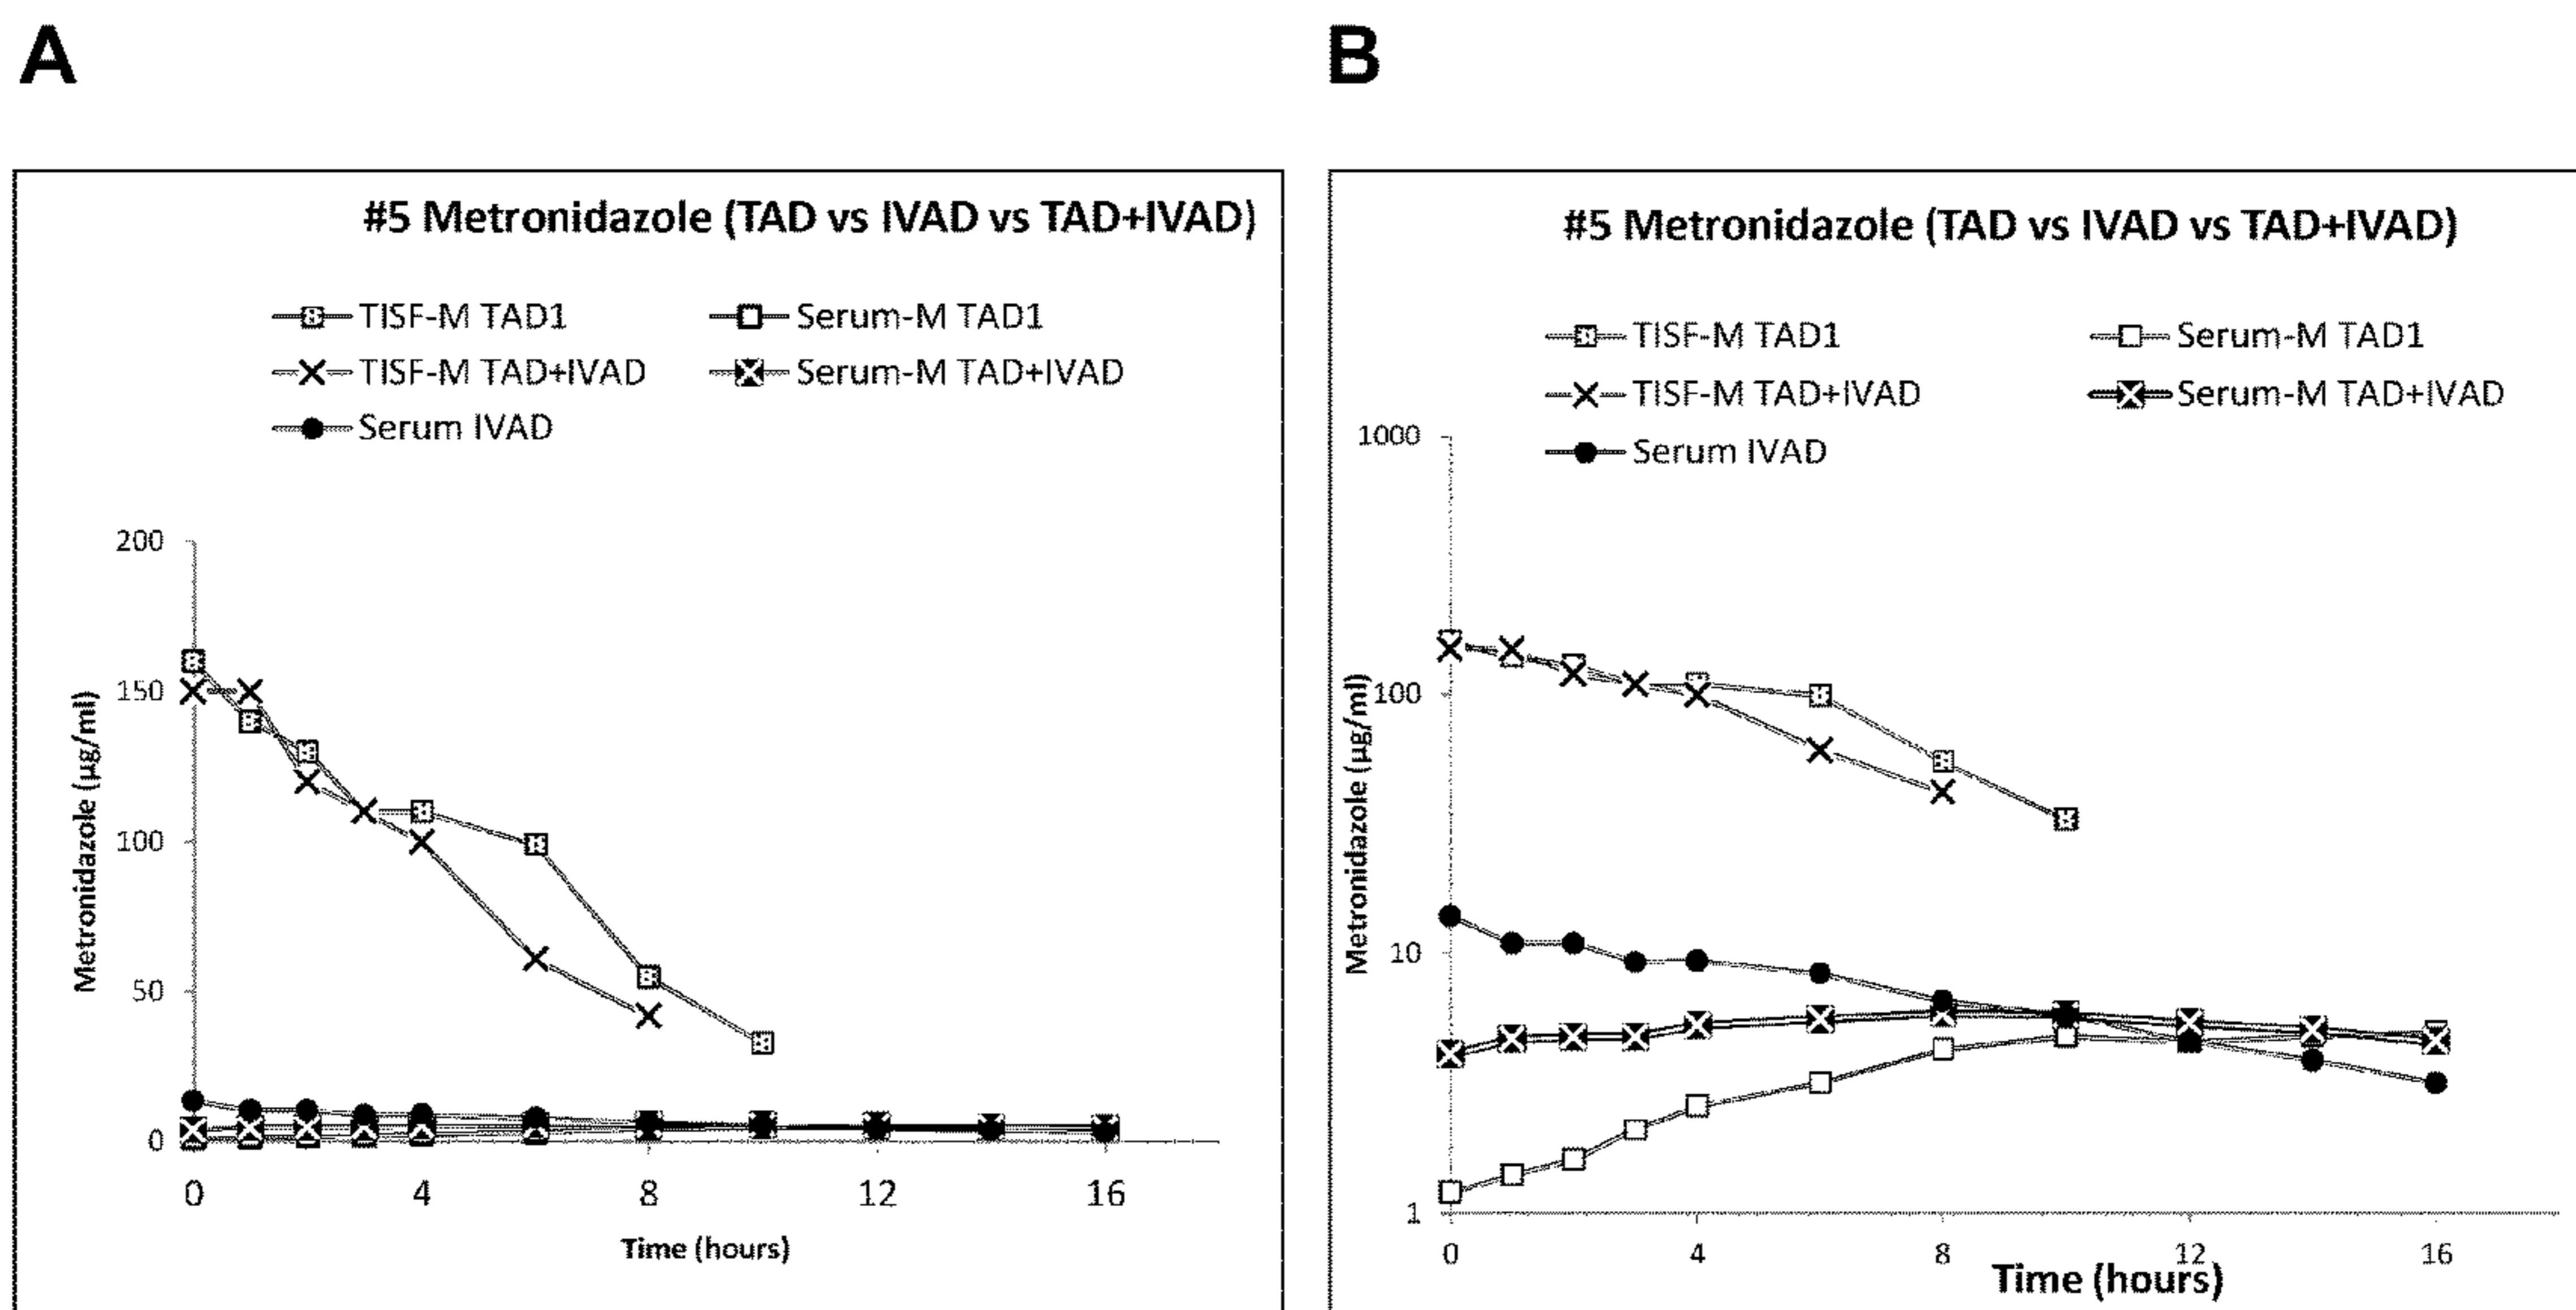 A
#5 Metronidazole (TAD vs IVAD vs TAD+IVAD)
TISF-M TAD1
Serum-M TAD1
TISF-M TAD+IVAD
Serum-M TAD+IVAD
Serum IVAD
200
150
100
50
0
Metronidazole (µg/ml)
0 4 8 12 16
Time (hours)
B
#5 Metronidazole (TAD vs IVAD vs TAD+IVAD)
TISF-M TAD1
Serum-M TAD1
TISF-M TAD+IVAD
Serum-M TAD+IVAD
Serum IVAD
1000
100
10
1
Metronidazole (µg/ml)
0 4 8 12 16
Time (hours)